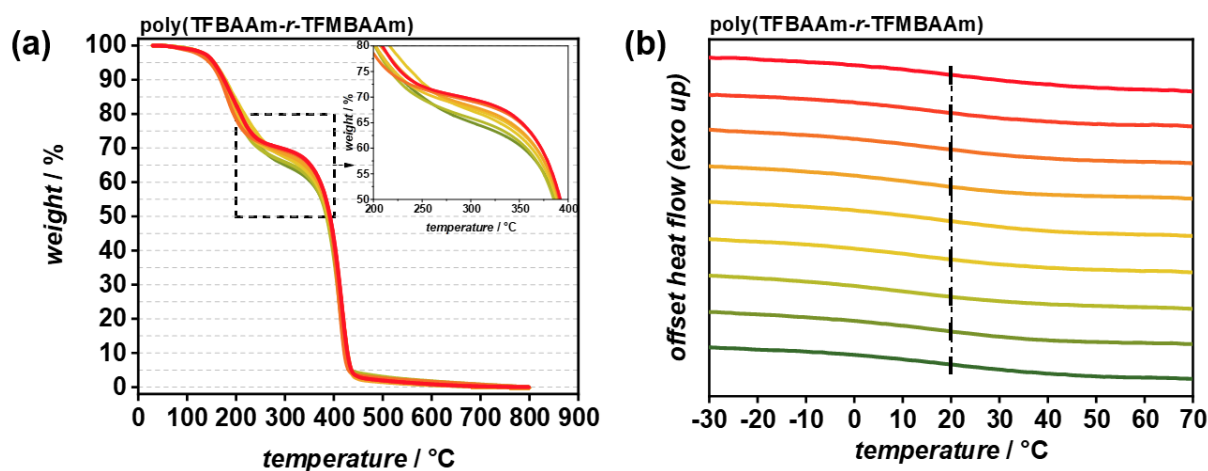 poly(TFBAAm-r-TFMBAAm)
(a)
100
90
80
70
60
50
40
30
20
10
0
weight / %
0 100 200 300 400 500 600 700 800 900
temperature / °C
80
75
70
65
60
55
50
weight / %
200 250 300 350 400
temperature / °C
poly(TFBAAm-r-TFMBAAm)
(b)
offset heat flow (exo up)
-30 -20 -10 0 10 20 30 40 50 60 70
temperature / °C